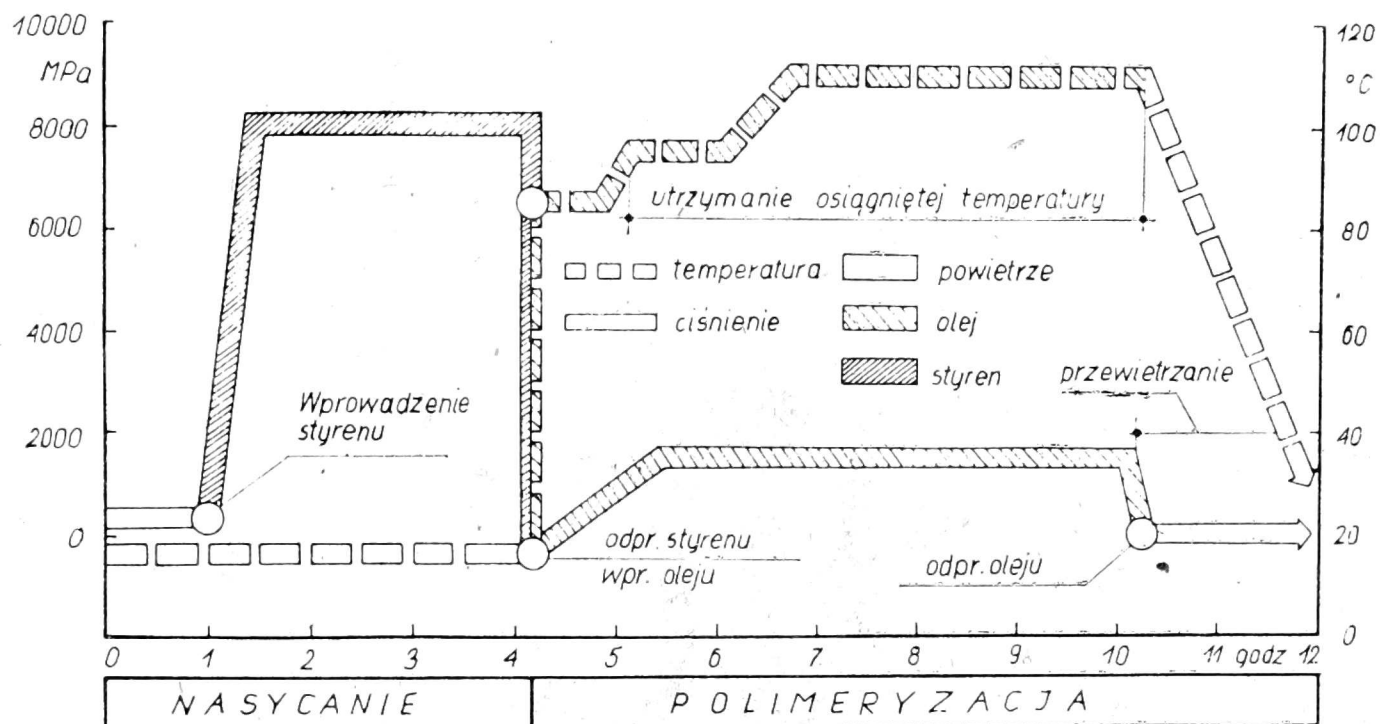 10000
MPa
8000
6000
4000
2000
0
120
°C
100
80
60
40
20
0
utrzymanie osiągniętej temperatury
temperatura
ciśnienie
powietrze
olej
styren
Wprowadzenie
styrenu
przewietrzanie
odpr. styrenu
wpr. oleju
odpr. oleju
0 1 2 3 4 5 6 7 8 9 10 11 godz 12
NASYCANIE POLIMERYZACJA